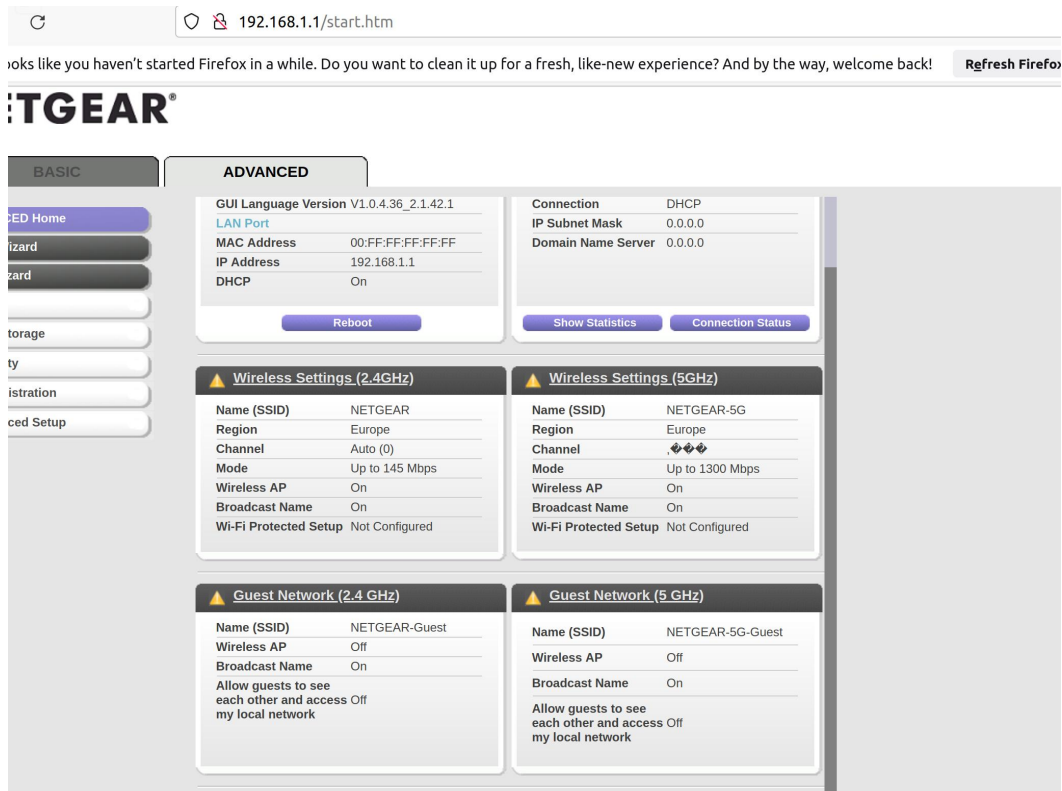 192.168.1.1/start.htm
ooks like you haven't started Firefox in a while. Do you want to clean it up for a fresh, like-new experience? And by the way, welcome back! Refresh Firefox
ETGEAR®
BASIC
ADVANCED
CED Home
izard
zard
torage
ty
istration
ced Setup
GUI Language Version V1.0.4.36_2.1.42.1
LAN Port
MAC Address 00:FF:FF:FF:FF:FF
IP Address 192.168.1.1
DHCP On
Reboot
Connection DHCP
IP Subnet Mask 0.0.0.0
Domain Name Server 0.0.0.0
Show Statistics Connection Status
Wireless Settings (2.4GHz)
Name (SSID) NETGEAR
Region Europe
Channel Auto (0)
Mode Up to 145 Mbps
Wireless AP On
Broadcast Name On
Wi-Fi Protected Setup Not Configured
Wireless Settings (5GHz)
Name (SSID) NETGEAR-5G
Region Europe
Channel ,���
Mode Up to 1300 Mbps
Wireless AP On
Broadcast Name On
Wi-Fi Protected Setup Not Configured
Guest Network (2.4 GHz)
Name (SSID) NETGEAR-Guest
Wireless AP Off
Broadcast Name On
Allow guests to see
each other and access Off
my local network
Guest Network (5 GHz)
Name (SSID) NETGEAR-5G-Guest
Wireless AP Off
Broadcast Name On
Allow guests to see
each other and access Off
my local network